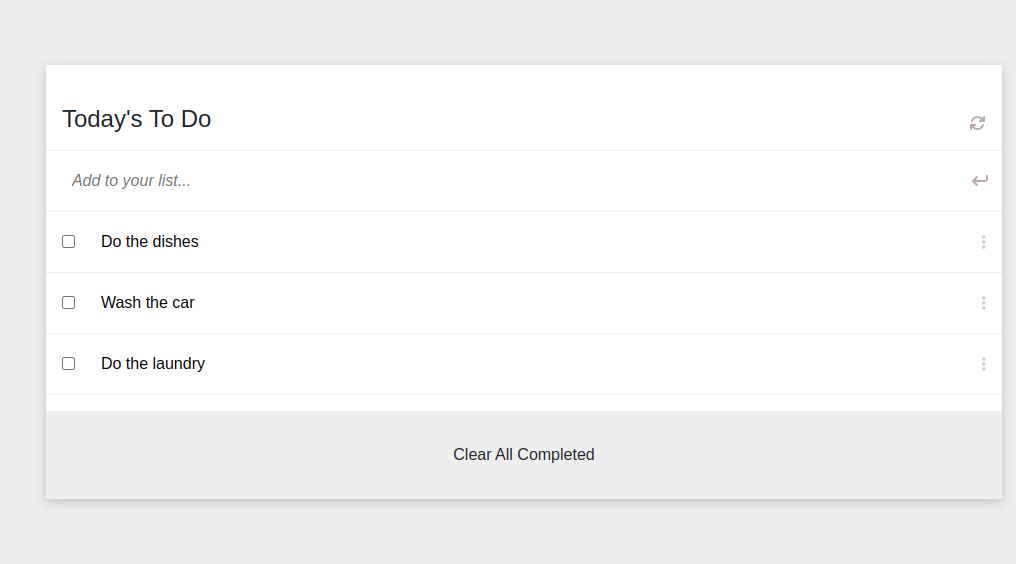 Today's To Do
Add to your list...
Do the dishes
Wash the car
Do the laundry
Clear All Completed